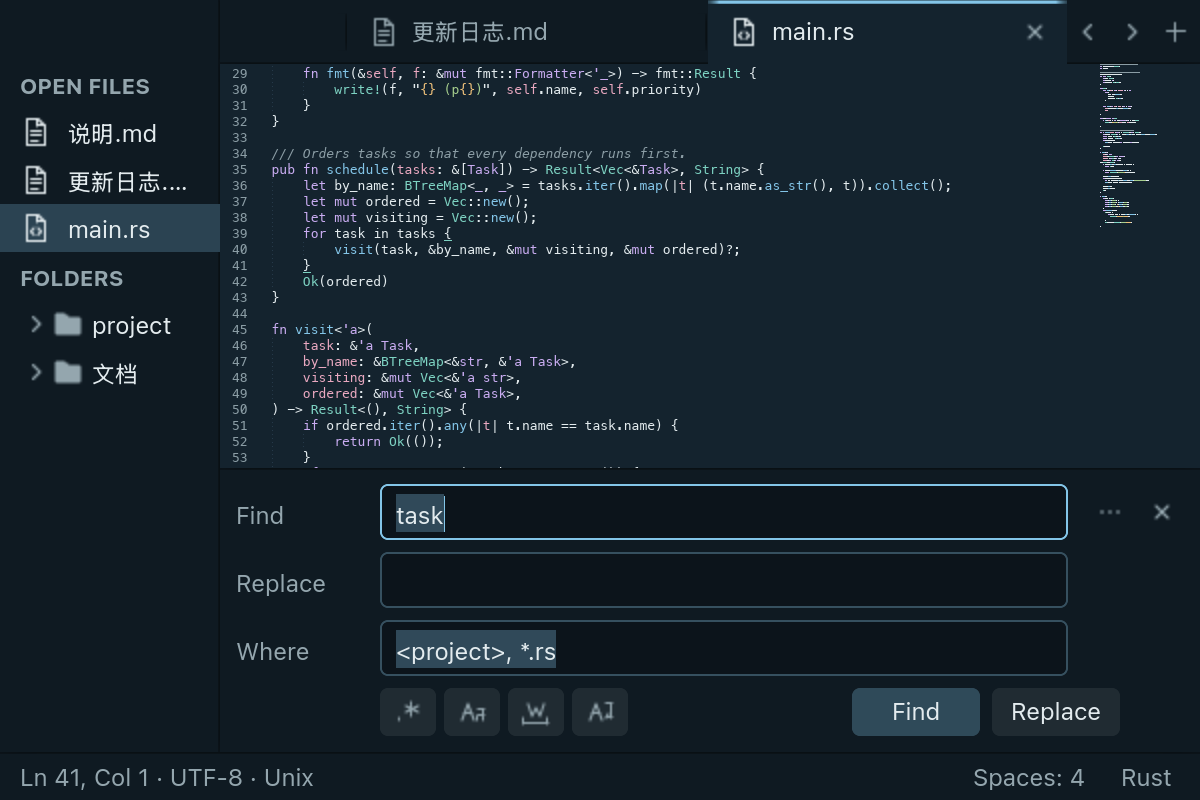 更新日志.md
main.rs
OPEN FILES
说明.md
更新日志....
main.rs
FOLDERS
project
文档
29     fn fmt(&self, f: &mut fmt::Formatter<'_>) -> fmt::Result {
30         write!(f, "{} (p{})", self.name, self.priority)
31     }
32 }
33
34 /// Orders tasks so that every dependency runs first.
35 pub fn schedule(tasks: &[Task]) -> Result<Vec<&Task>, String> {
36     let by_name: BTreeMap<_, _> = tasks.iter().map(|t| (t.name.as_str(), t)).collect();
37     let mut ordered = Vec::new();
38     let mut visiting = Vec::new();
39     for task in tasks {
40         visit(task, &by_name, &mut visiting, &mut ordered)?;
41     }
42     Ok(ordered)
43 }
44
45 fn visit<'a>(
46     task: &'a Task,
47     by_name: &BTreeMap<&str, &'a Task>,
48     visiting: &mut Vec<&'a str>,
49     ordered: &mut Vec<&'a Task>,
50 ) -> Result<(), String> {
51     if ordered.iter().any(|t| t.name == task.name) {
52         return Ok(());
53     }
Find
task
Replace
Where
<project>, *.rs
Find
Replace
Ln 41, Col 1 · UTF-8 · Unix
Spaces: 4
Rust